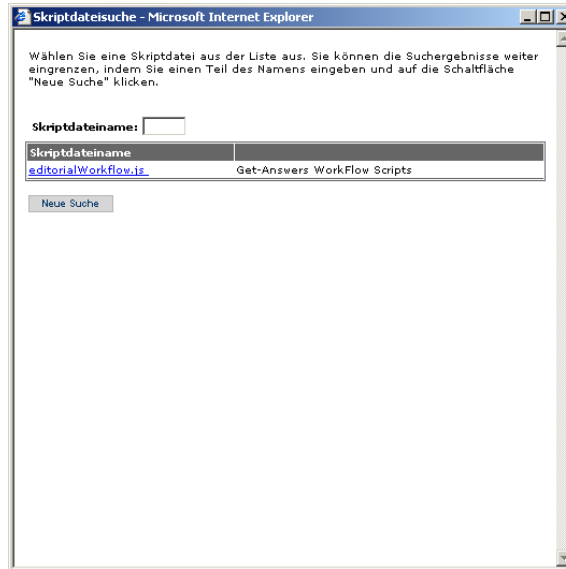 Skriptdateisuche - Microsoft Internet Explorer
Wählen Sie eine Skriptdatei aus der Liste aus. Sie können die Suchergebnisse weiter
eingrenzen, indem Sie einen Teil des Namens eingeben und auf die Schaltfläche
"Neue Suche" klicken.
Skriptdateiname:
Skriptdateiname
editorialWorkflow.js Get-Answers WorkFlow Scripts
Neue Suche